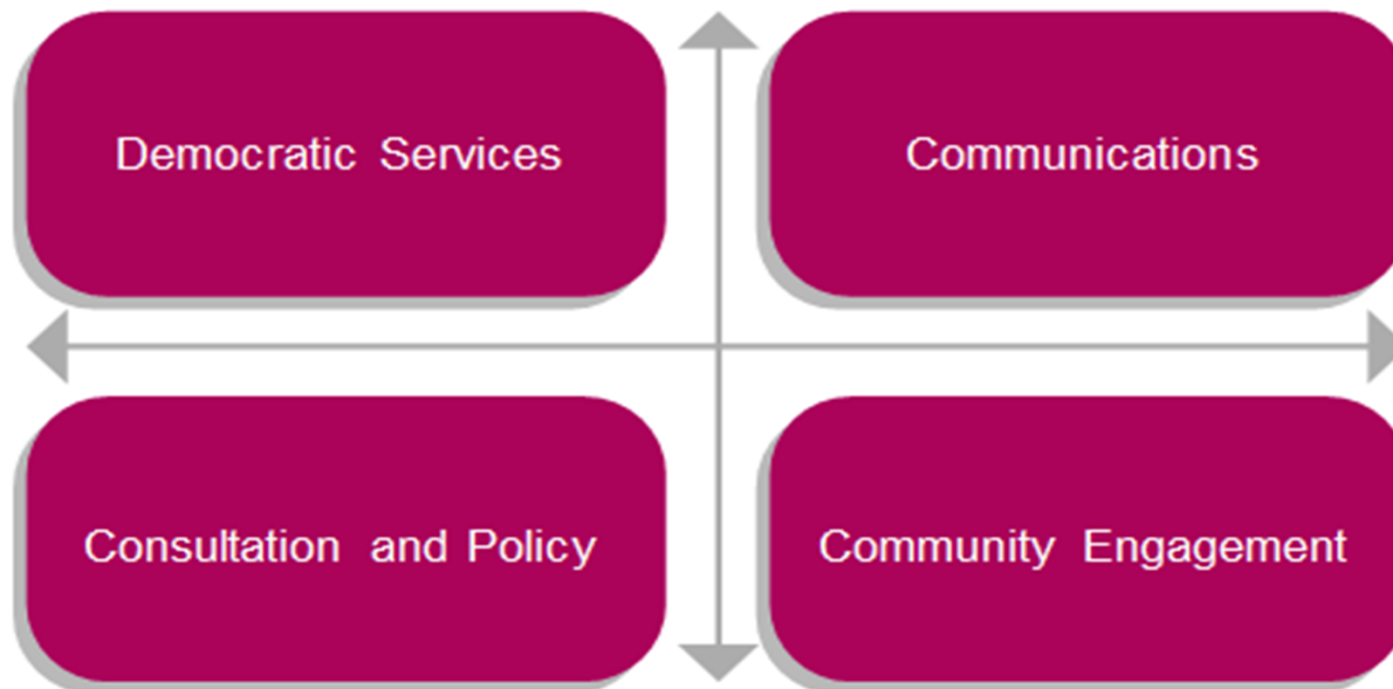 Democratic Services
Communications
Consultation and Policy
Community Engagement